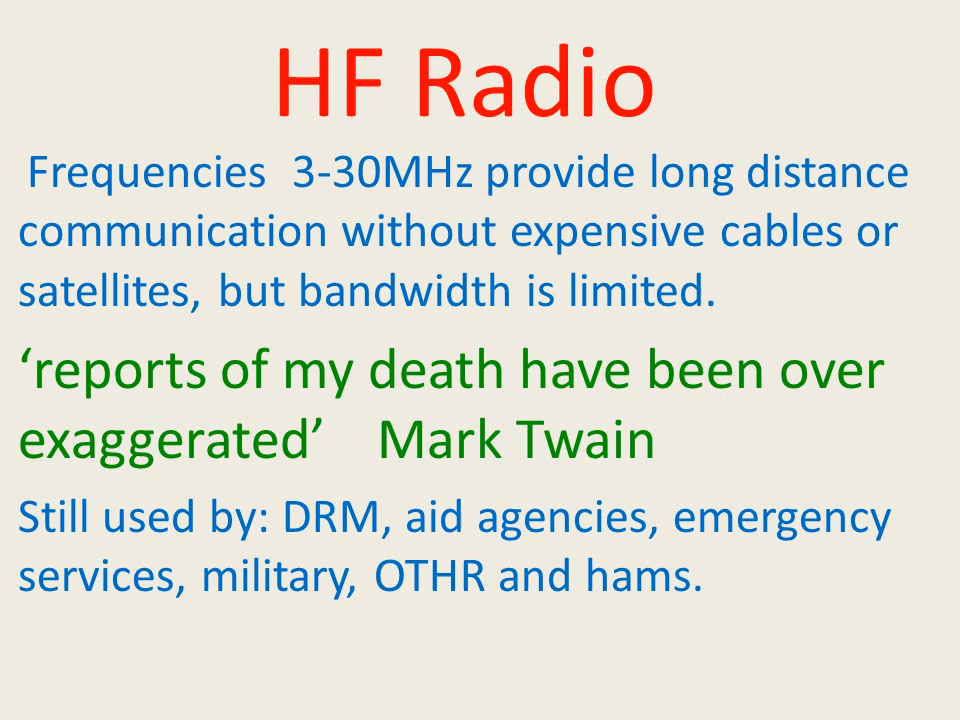 HF Radio
Frequencies 3-30MHz provide long distance
communication without expensive cables or
satellites, but bandwidth is limited.
‘reports of my death have been over
exaggerated’ Mark Twain
Still used by: DRM, aid agencies, emergency
services, military, OTHR and hams.